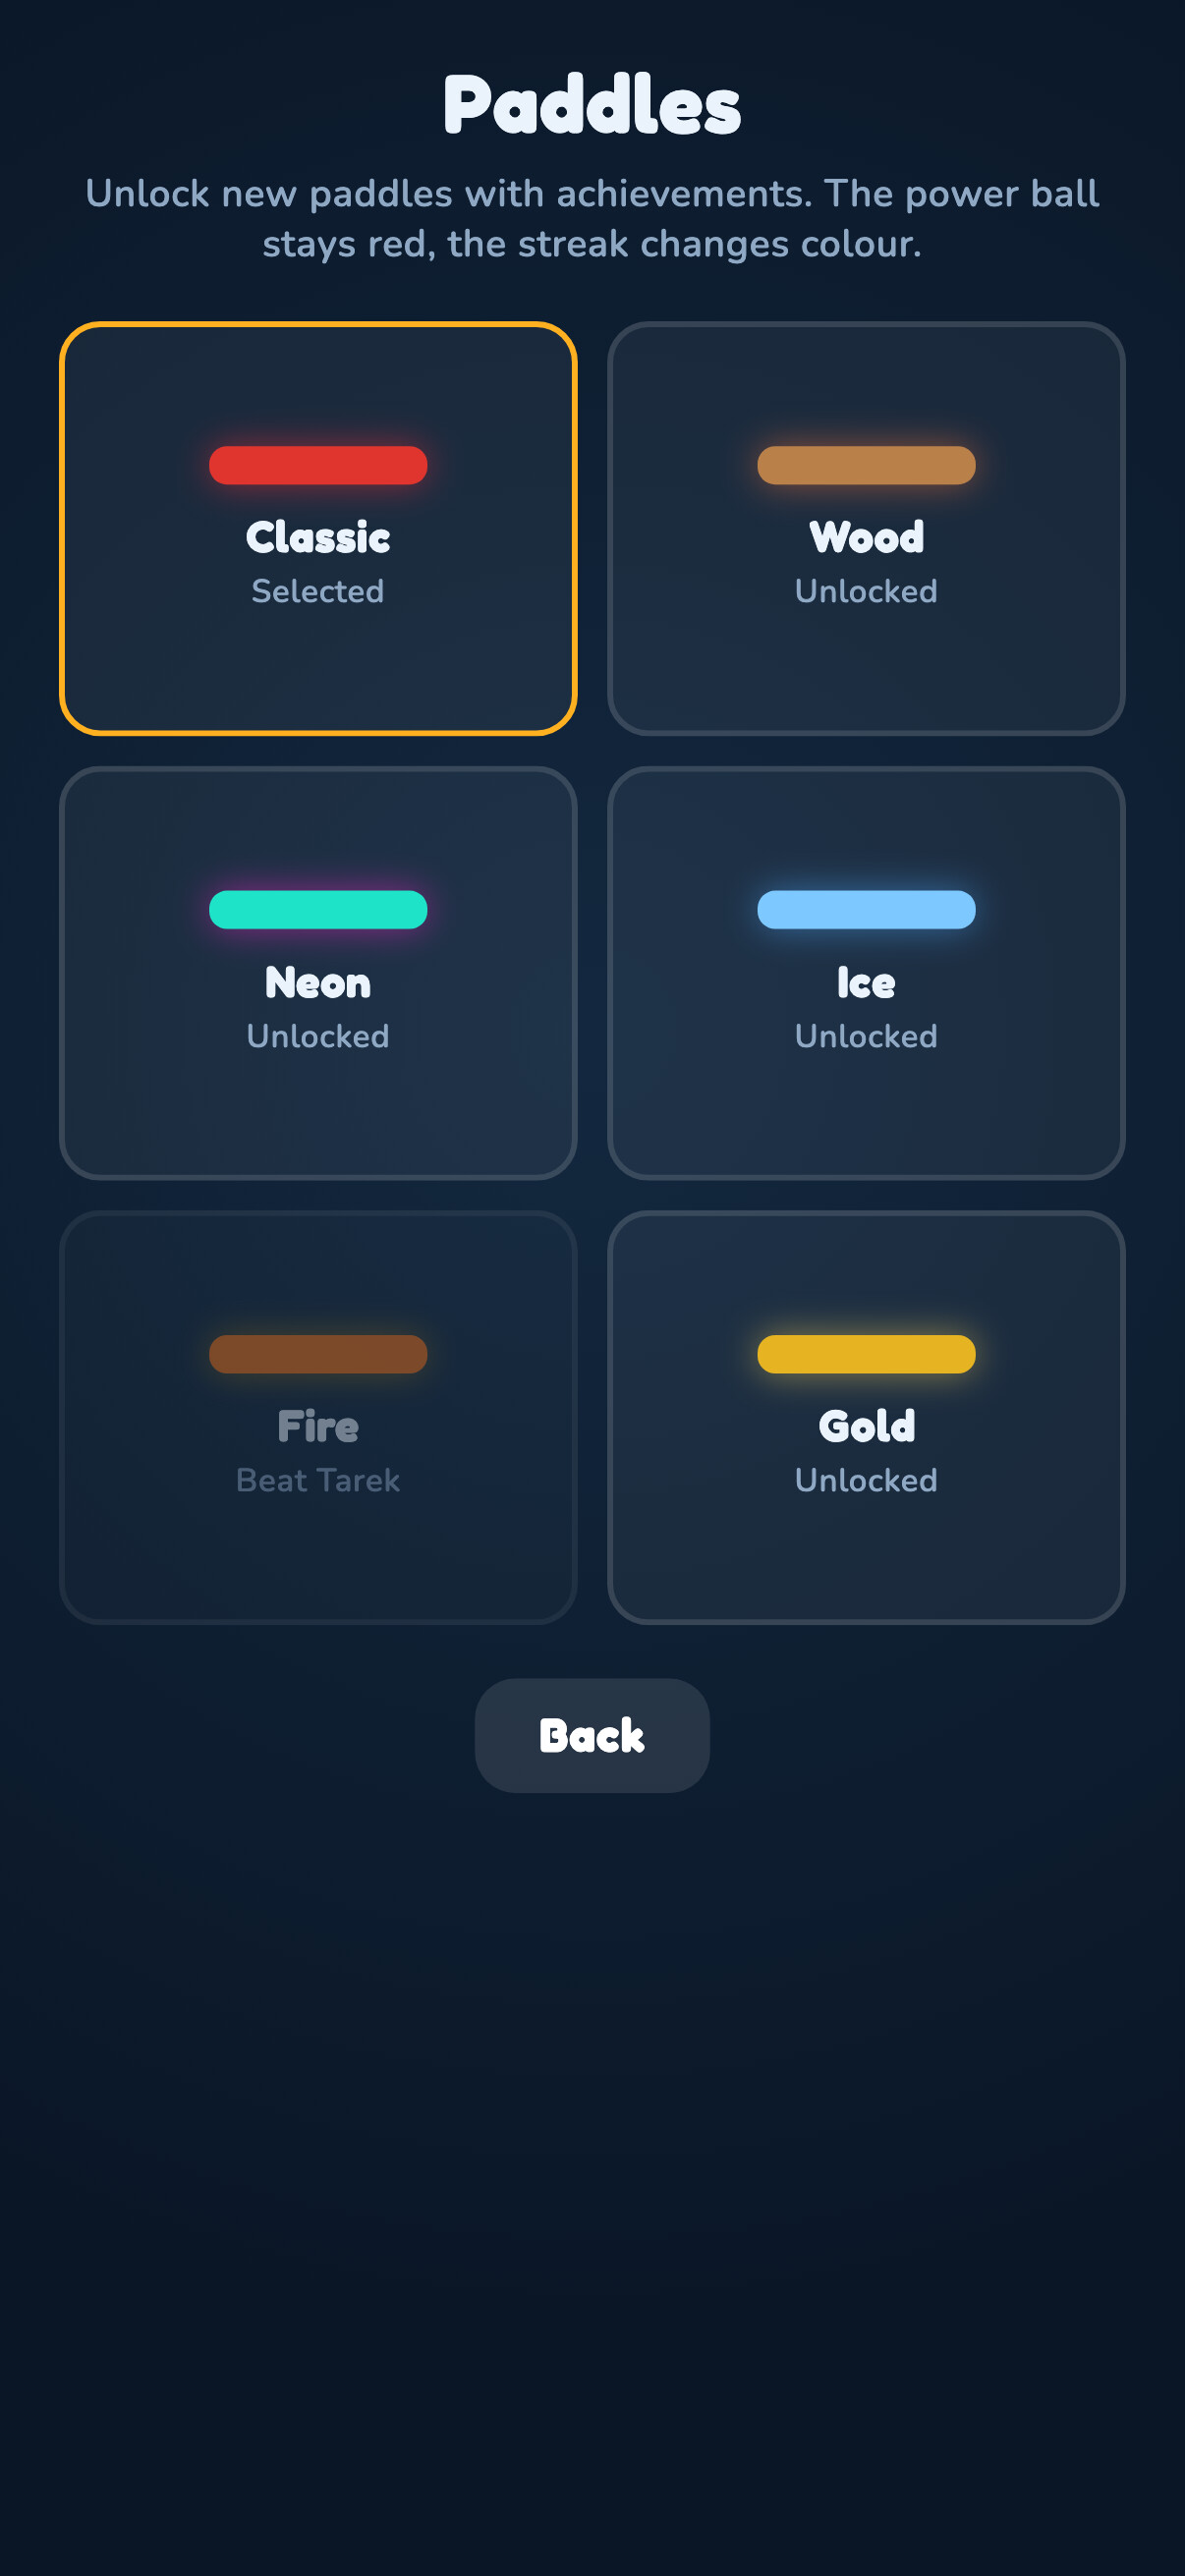 Paddles
Unlock new paddles with achievements. The power ball
stays red, the streak changes colour.
Classic
Selected
Wood
Unlocked
Neon
Unlocked
Ice
Unlocked
Fire
Beat Tarek
Gold
Unlocked
Back